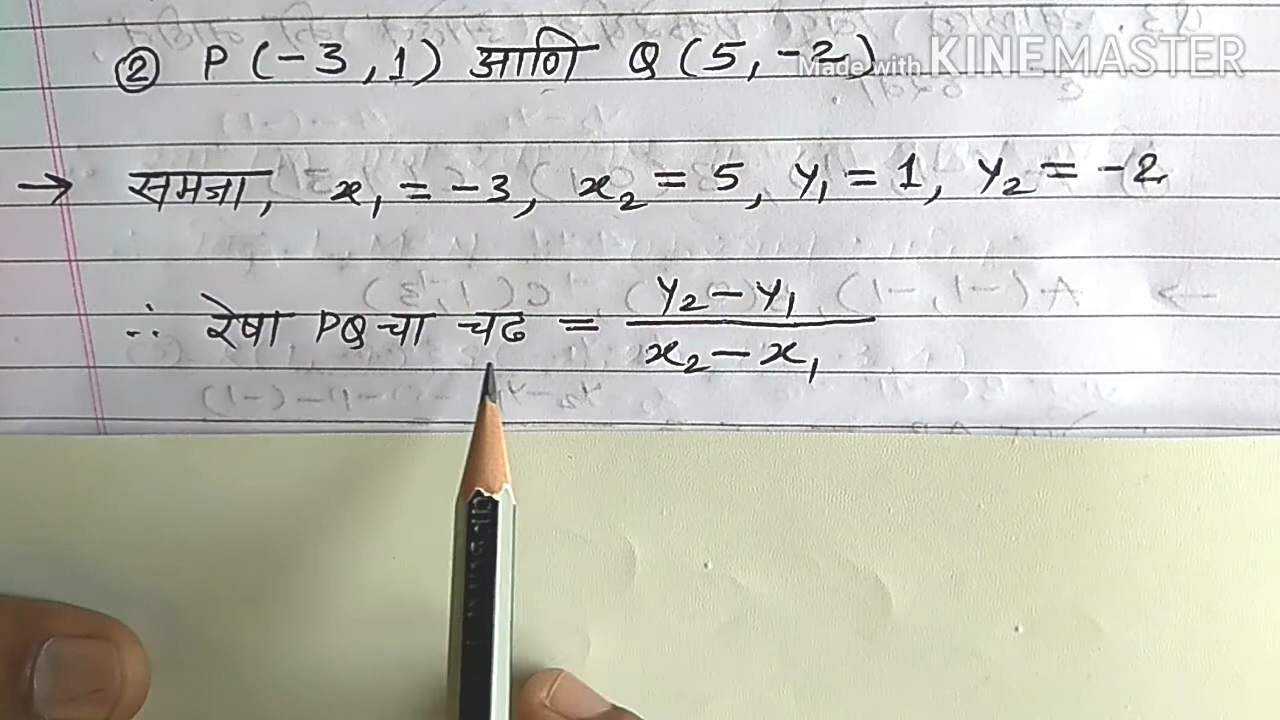 ② P(-3,1) आणि Q(5,-2)
Made with KINEMASTER
→ समजा, x₁ = -3, x₂ = 5, y₁ = 1, y₂ = -2
∴ रेषा PQ चा चढ = y₂ - y₁ / x₂ - x₁